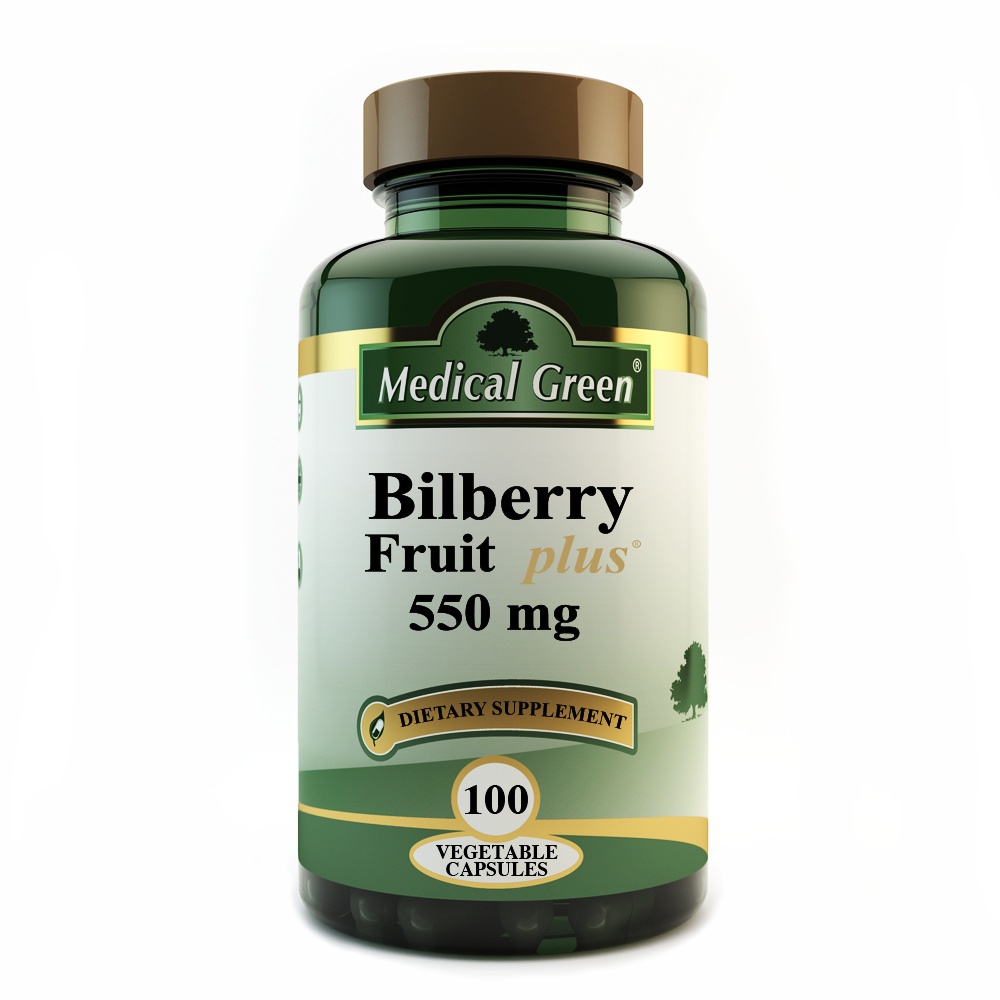 Medical Green®
Bilberry
Fruit plus®
550 mg
DIETARY SUPPLEMENT
100
VEGETABLE
CAPSULES